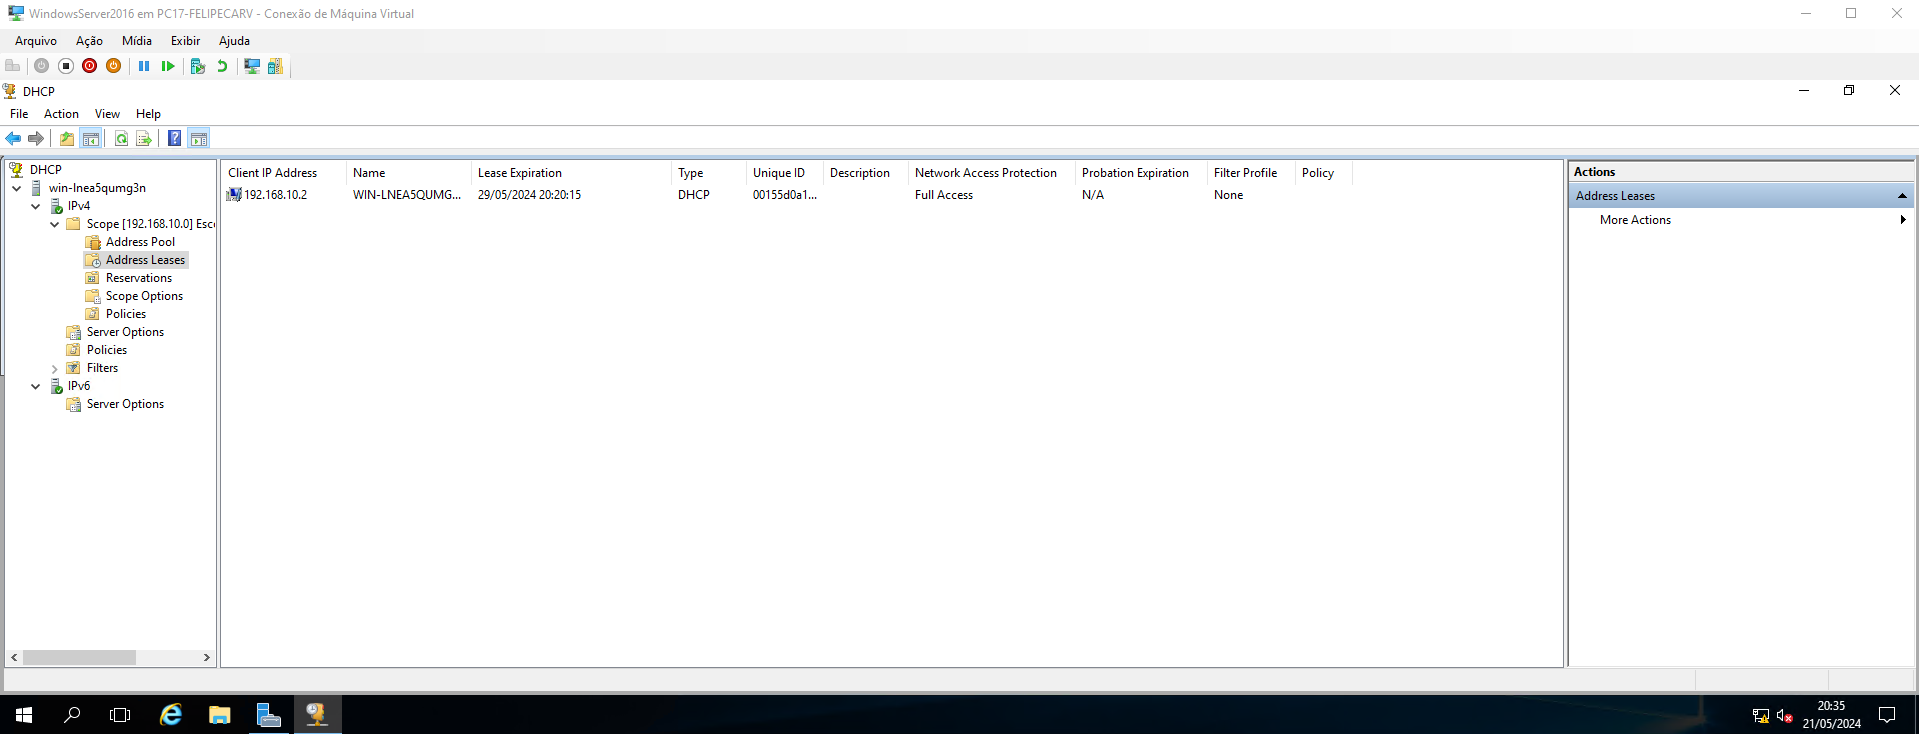 WindowsServer2016 em PC17-FELIPECARV - Conexão de Máquina Virtual
Arquivo Ação Mídia Exibir Ajuda
DHCP
File Action View Help
DHCP
win-lnea5qumg3n
IPv4
Scope [192.168.10.0] Esc
Address Pool
Address Leases
Reservations
Scope Options
Policies
Server Options
Policies
Filters
IPv6
Server Options
Client IP Address Name Lease Expiration Type Unique ID Description Network Access Protection Probation Expiration Filter Profile Policy
192.168.10.2 WIN-LNEA5QUMG... 29/05/2024 20:20:15 DHCP 00155d0a1... Full Access N/A None
Actions
Address Leases
More Actions
20:35
21/05/2024